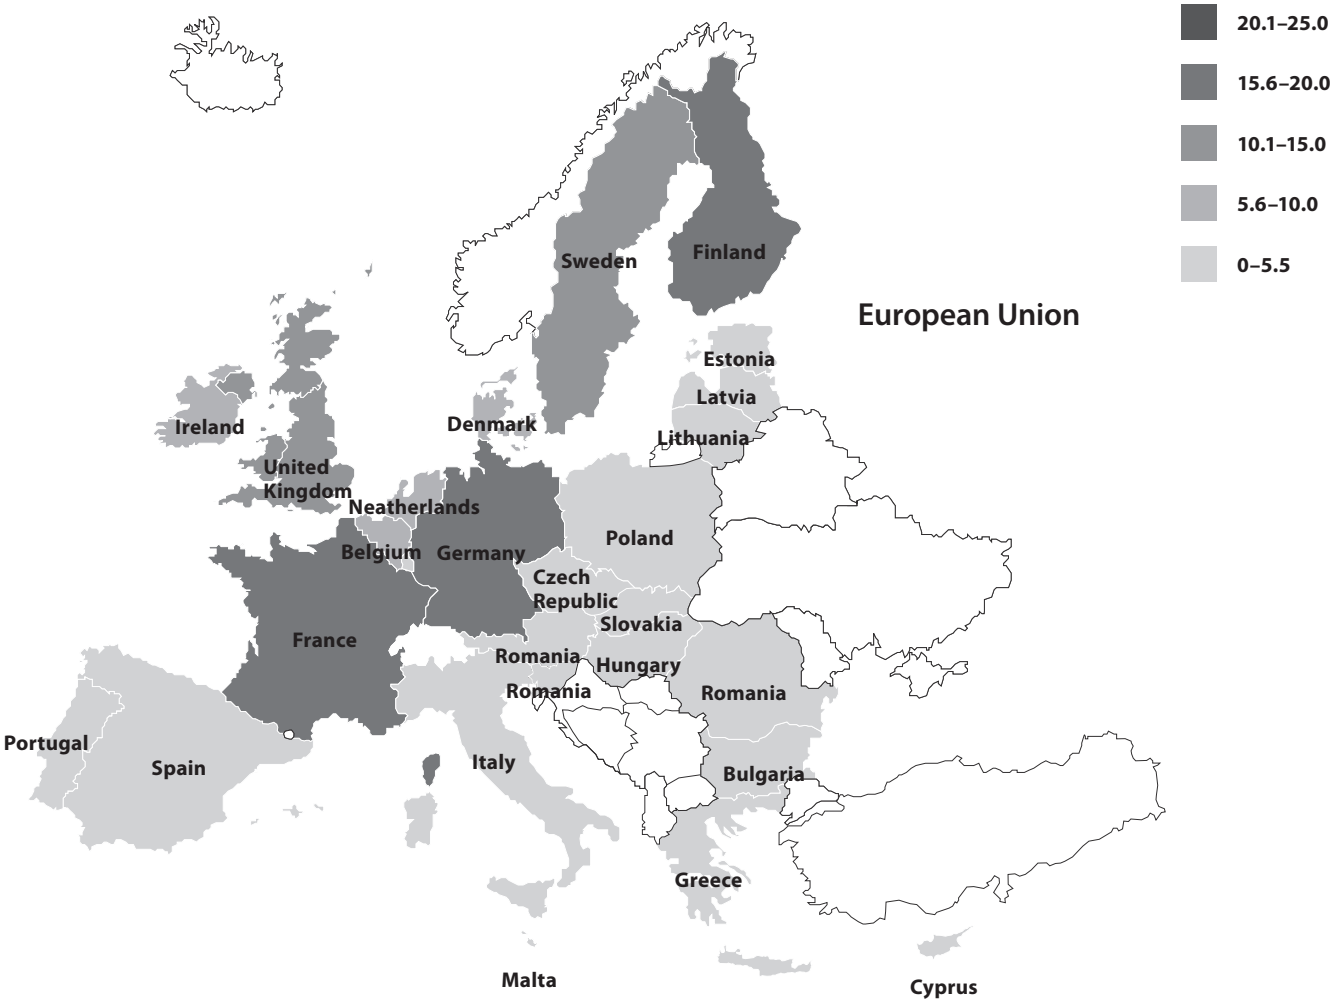 20.1–25.0
15.6–20.0
10.1–15.0
5.6–10.0
0–5.5
European Union
Finland
Sweden
Estonia
Latvia
Lithuania
Denmark
Ireland
United
Kingdom
Neatherlands
Belgium
Germany
Poland
Czech
Republic
Slovakia
France
Romania
Hungary
Romania
Romania
Portugal
Spain
Italy
Bulgaria
Greece
Malta
Cyprus